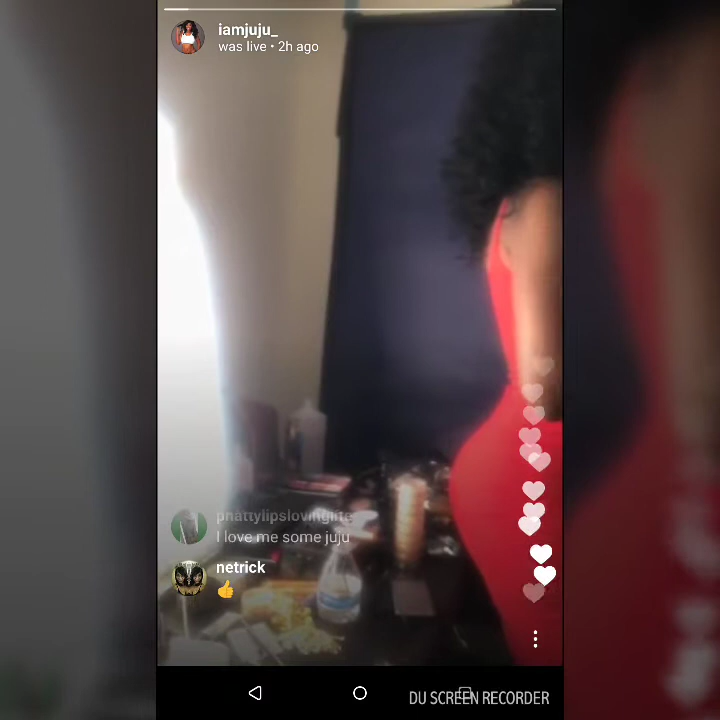 iamjuju_
was live • 2h ago
I love me some juju
netrick
👍
DU SCREEN RECORDER